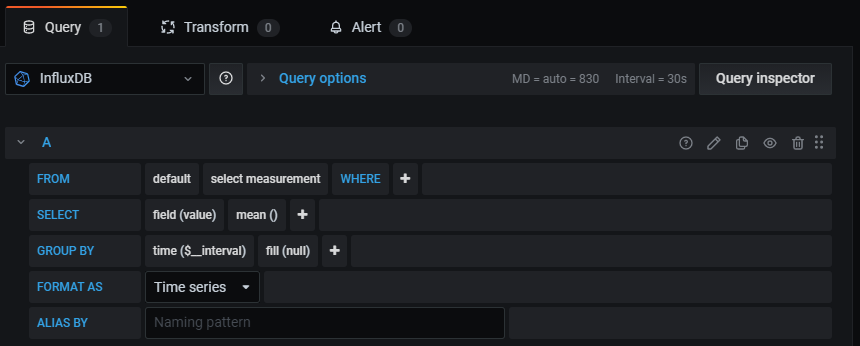 Query 1 Transform 0 Alert 0
InfluxDB Query options MD = auto = 830 Interval = 30s Query inspector
A
FROM default select measurement WHERE +
SELECT field (value) mean () +
GROUP BY time ($__interval) fill (null) +
FORMAT AS Time series
ALIAS BY Naming pattern